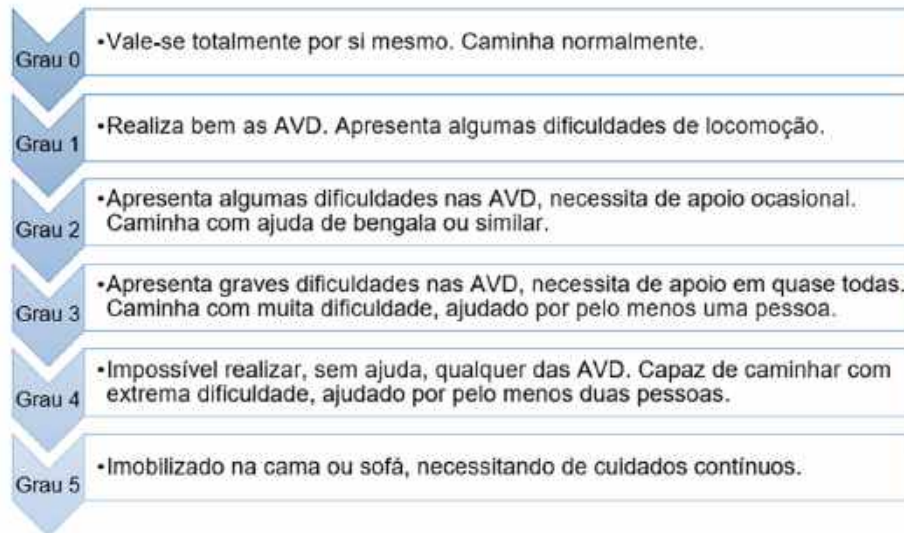 Grau 0
•Vale-se totalmente por si mesmo. Caminha normalmente.
Grau 1
•Realiza bem as AVD. Apresenta algumas dificuldades de locomoção.
Grau 2
•Apresenta algumas dificuldades nas AVD, necessita de apoio ocasional.
Caminha com ajuda de bengala ou similar.
Grau 3
•Apresenta graves dificuldades nas AVD, necessita de apoio em quase todas.
Caminha com muita dificuldade, ajudado por pelo menos uma pessoa.
Grau 4
•Impossível realizar, sem ajuda, qualquer das AVD. Capaz de caminhar com
extrema dificuldade, ajudado por pelo menos duas pessoas.
Grau 5
•Imobilizado na cama ou sofá, necessitando de cuidados contínuos.